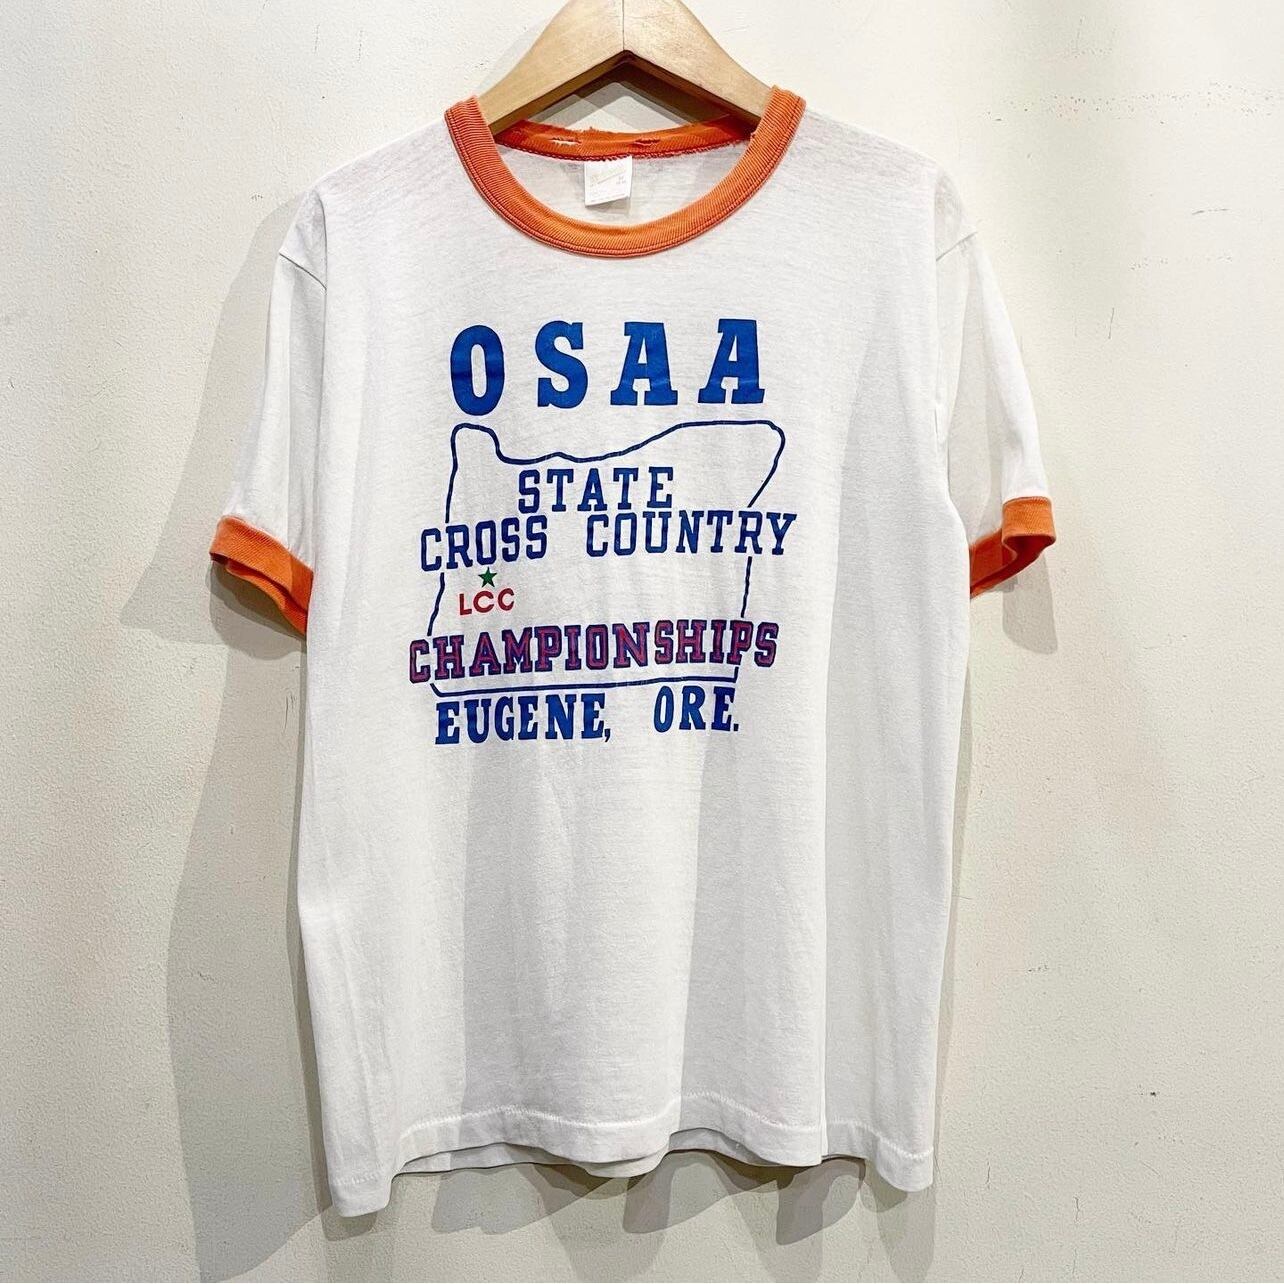 OSAA
STATE
CROSS COUNTRY
LCC
CHAMPIONSHIPS
EUGENE, ORE.